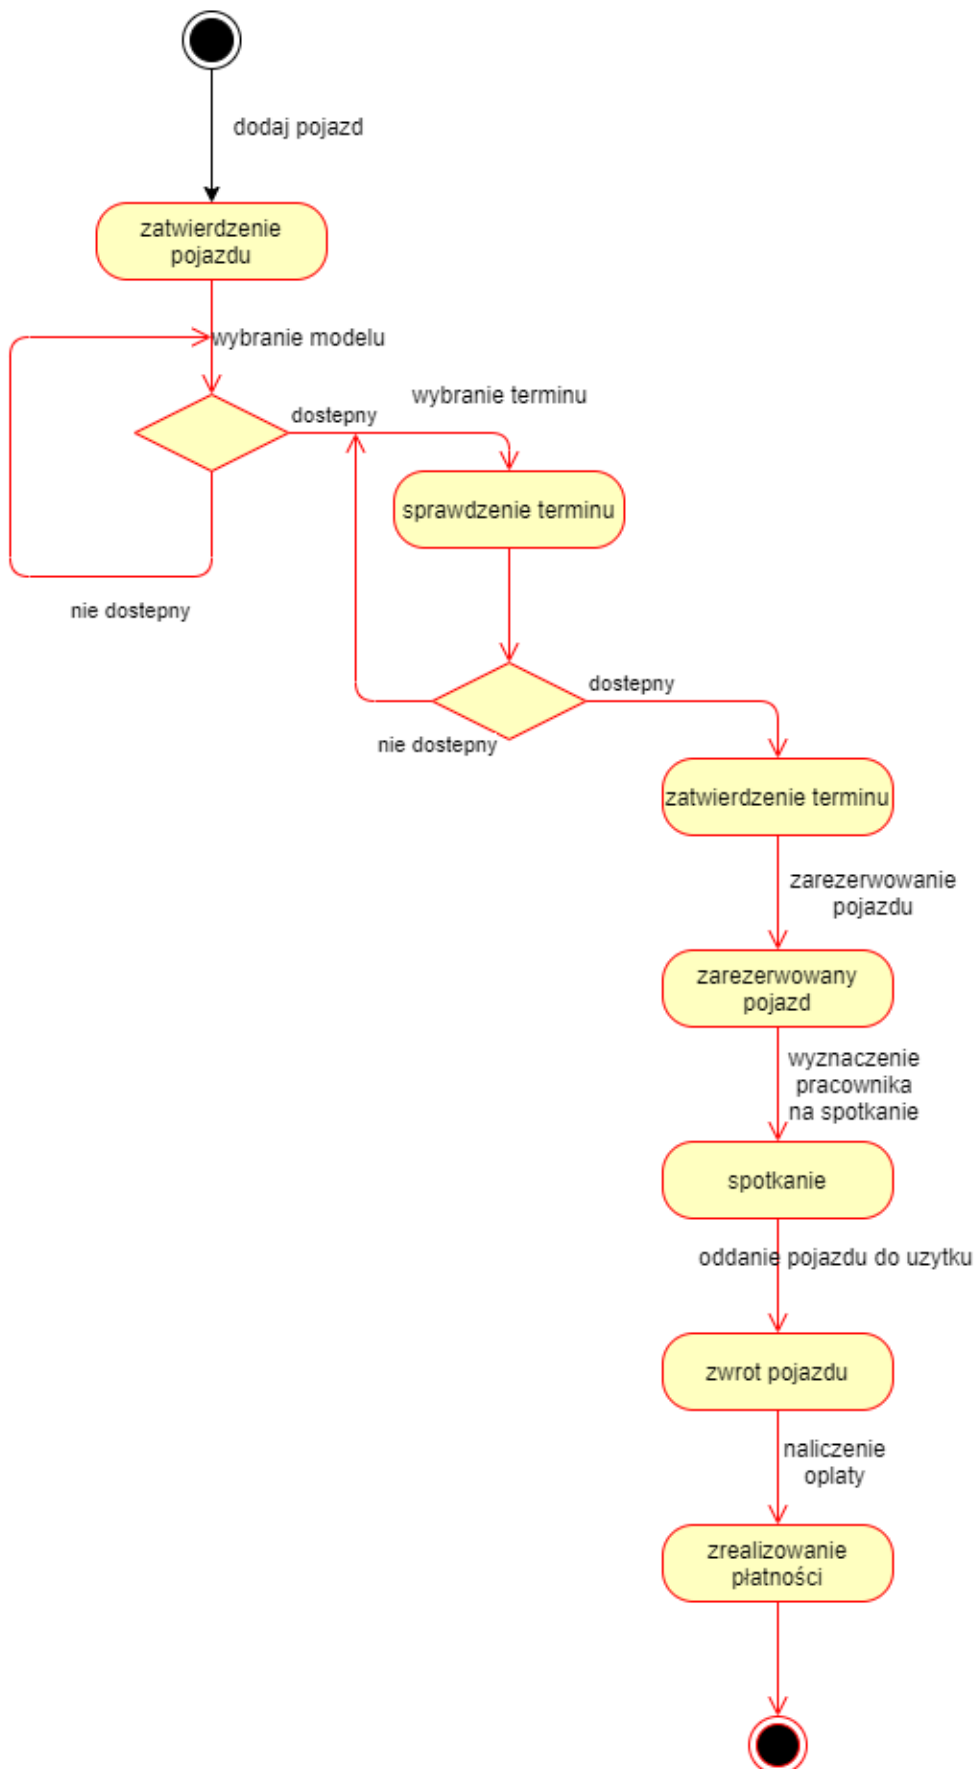 dodaj pojazd
zatwierdzenie
pojazdu
wybranie modelu
dostepny
wybranie terminu
sprawdzenie terminu
nie dostepny
dostepny
nie dostepny
zatwierdzenie terminu
zarezerwowanie
pojazdu
zarezerwowany
pojazd
wyznaczenie
pracownika
na spotkanie
spotkanie
oddanie pojazdu do uzytku
zwrot pojazdu
naliczenie
oplaty
zrealizowanie
płatności